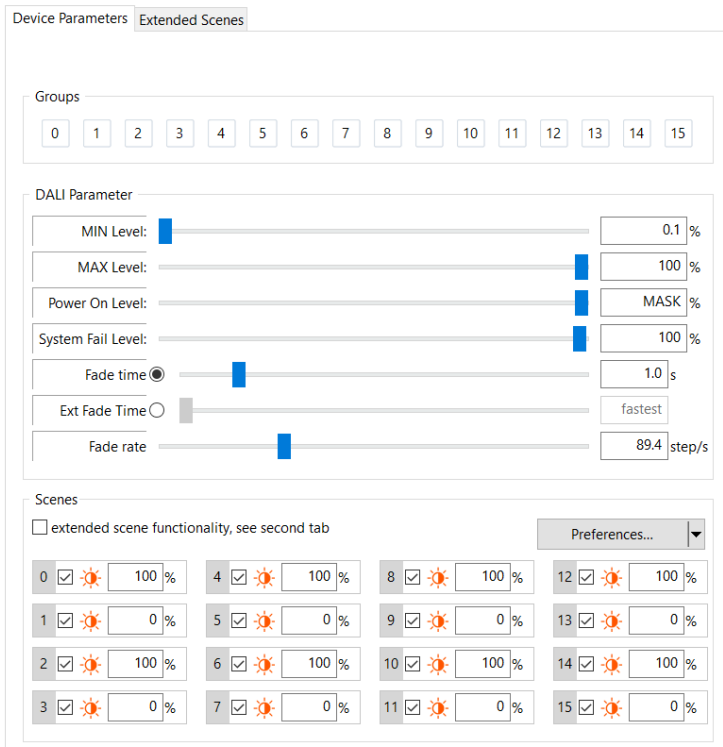 Device Parameters Extended Scenes
Groups
0 1 2 3 4 5 6 7 8 9 10 11 12 13 14 15
DALI Parameter
MIN Level: 0.1 %
MAX Level: 100 %
Power On Level: MASK %
System Fail Level: 100 %
Fade time 1.0 s
Ext Fade Time fastest
Fade rate 89.4 step/s
Scenes
extended scene functionality, see second tab
Preferences...
0 100 % 4 100 % 8 100 % 12 100 %
1 0 % 5 0 % 9 0 % 13 0 %
2 100 % 6 100 % 10 100 % 14 100 %
3 0 % 7 0 % 11 0 % 15 0 %